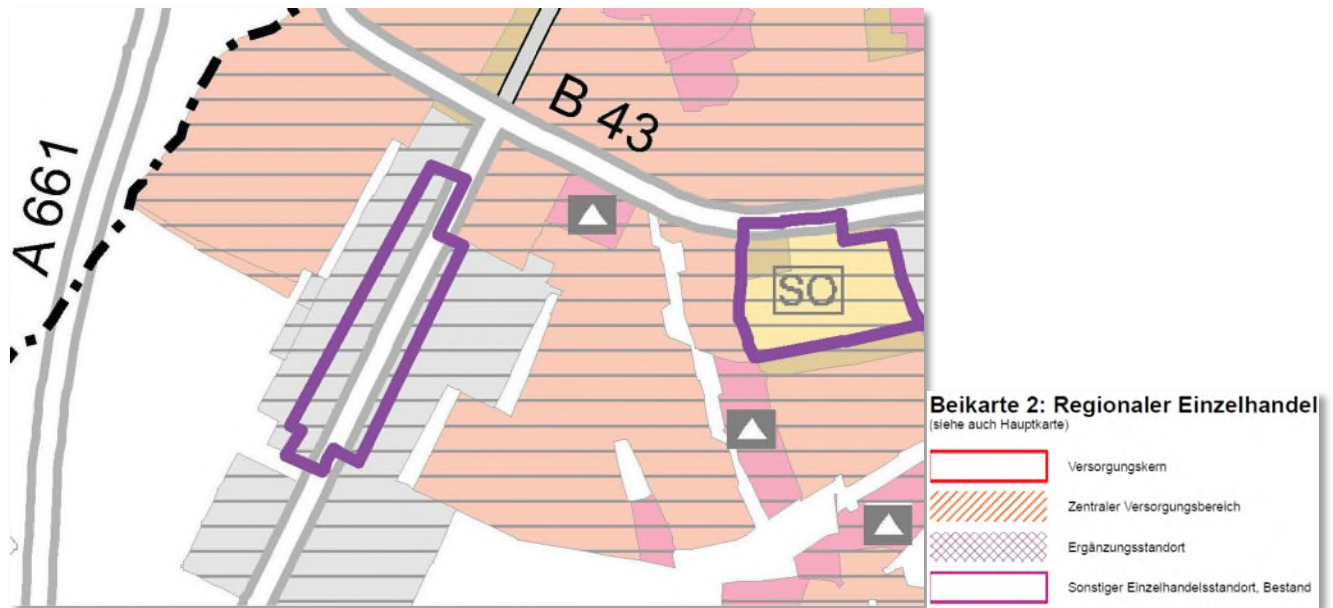 A 661
B 43
SO
Beikarte 2: Regionaler Einzelhandel
(siehe auch Hauptkarte)
Versorgungskern
Zentraler Versorgungsbereich
Ergänzungsstandort
Sonstiger Einzelhandelsstandort, Bestand